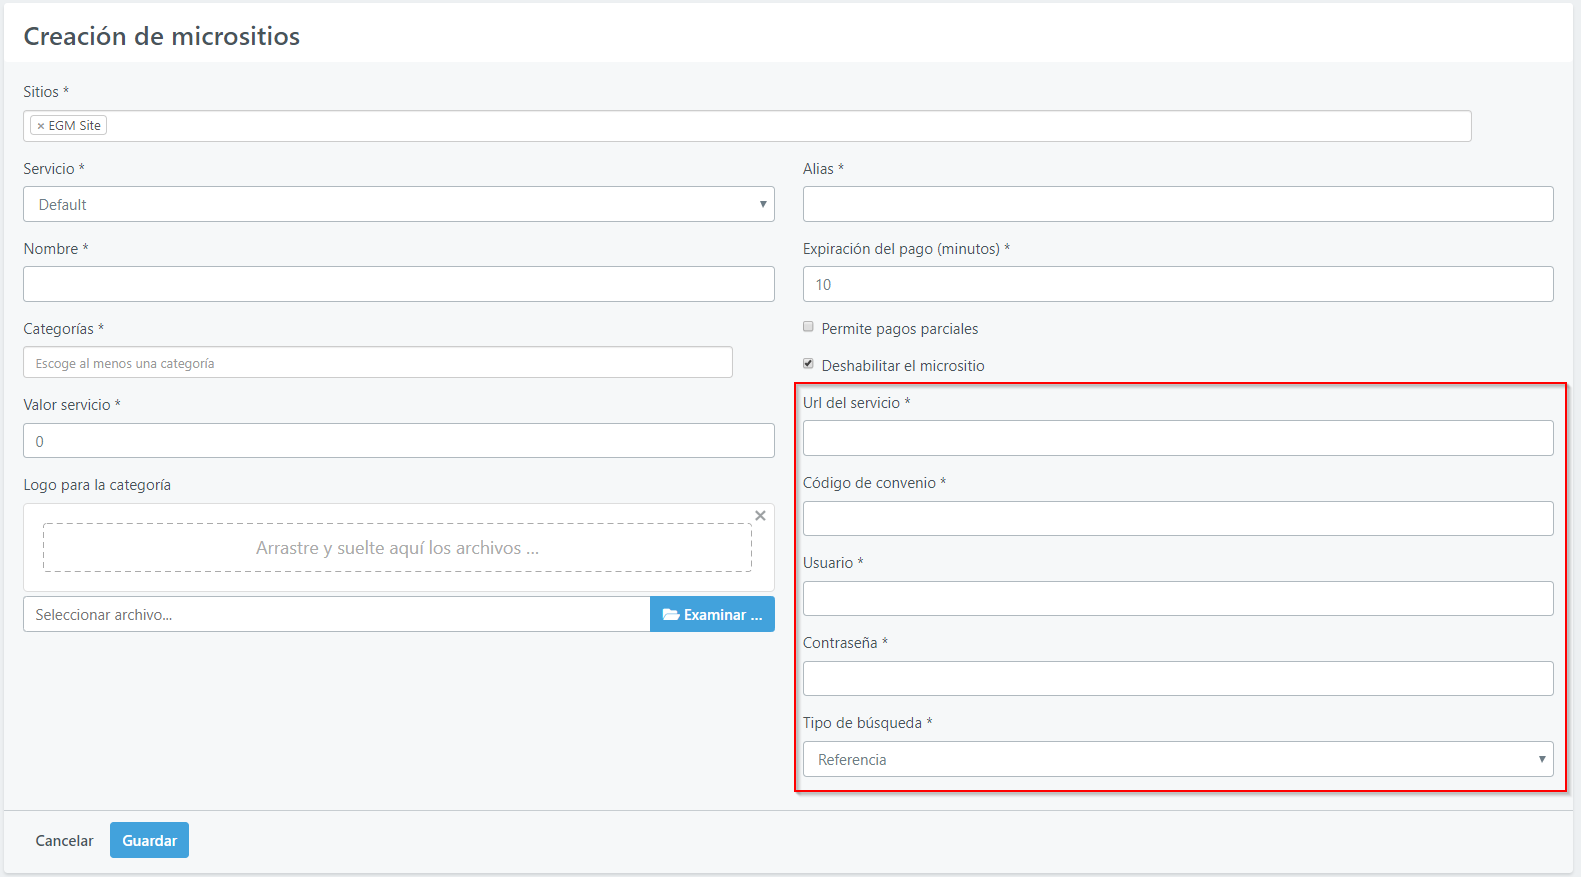 Creación de micrositios
Sitios *
× EGM Site
Servicio *
Default
Nombre *
Categorías *
Escoge al menos una categoría
Valor servicio *
0
Logo para la categoría
×
Arrastre y suelte aquí los archivos ...
Seleccionar archivo...
Examinar ...
Alias *
Expiración del pago (minutos) *
10
Permite pagos parciales
Deshabilitar el micrositio
Url del servicio *
Código de convenio *
Usuario *
Contraseña *
Tipo de búsqueda *
Referencia
Cancelar
Guardar